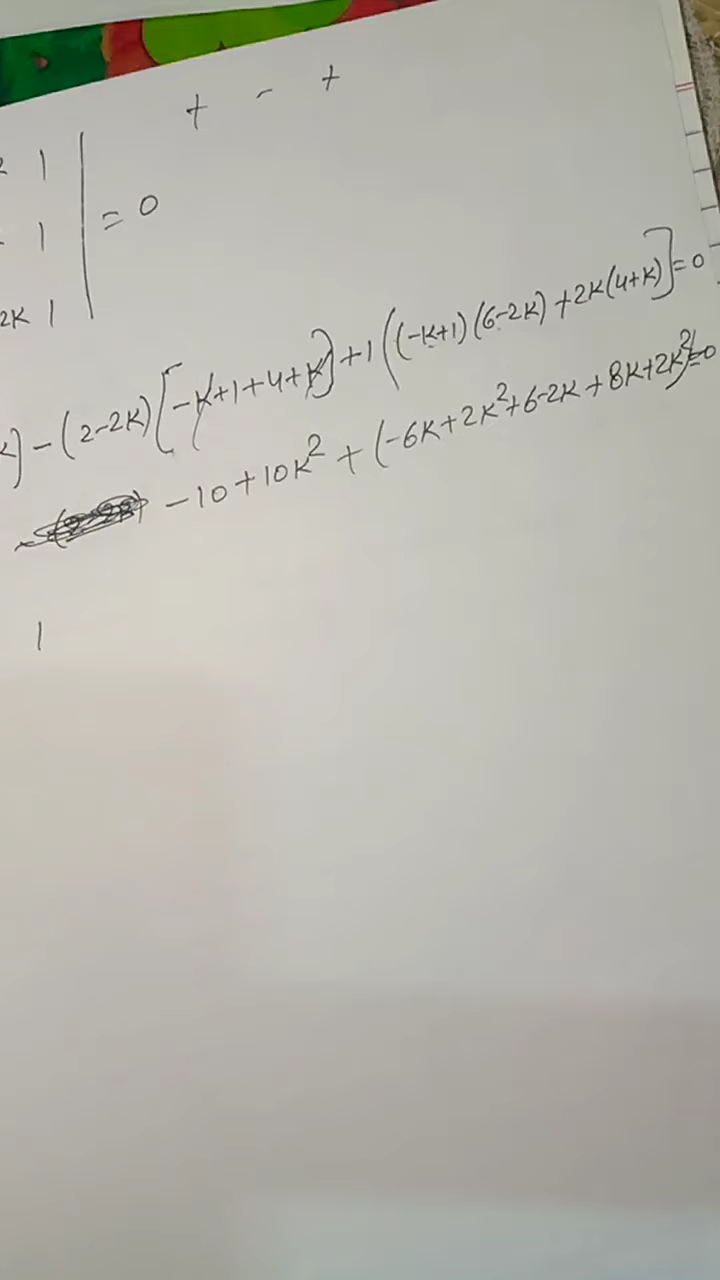 + - +
1
1 = 0
2K 1
K) - (2-2K) [-K+1+4+K] + 1 ((-K+1)(6-2K) + 2K(4+K)] = 0
-10 + 10K² + (-6K+2K²+6-2K+8K+2K²) = 0
1